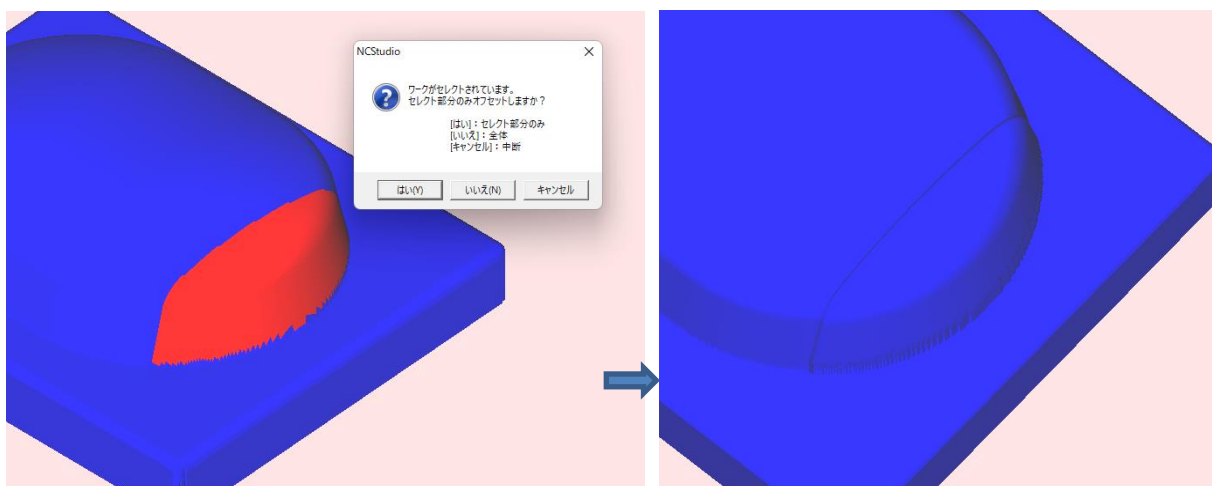 NCStudio
ワークがセレクトされています。
セレクト部分のみオフセットしますか？
[はい]：セレクト部分のみ
[いいえ]：全体
[キャンセル]：中断
はい(Y)
いいえ(N)
キャンセル